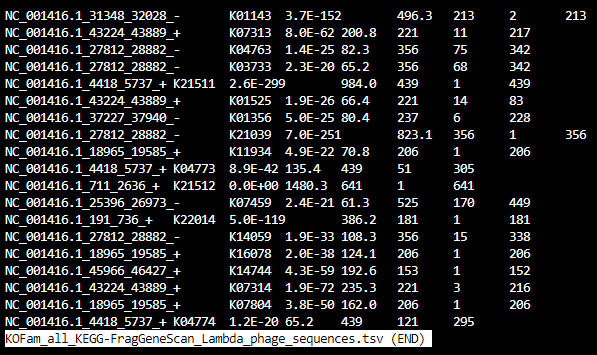 NC_001416.1_31348_32028_- K01143 3.7E-152 496.3 213 2 213
NC_001416.1_43224_43889_+ K07313 8.0E-62 200.8 221 11 217
NC_001416.1_27812_28882_- K04763 1.4E-25 82.3 356 75 342
NC_001416.1_27812_28882_- K03733 2.3E-20 65.2 356 68 342
NC_001416.1_4418_5737_+ K21511 2.6E-299 984.0 439 1 439
NC_001416.1_43224_43889_+ K01525 1.9E-26 66.4 221 14 83
NC_001416.1_37227_37940_- K01356 5.0E-25 80.4 237 6 228
NC_001416.1_27812_28882_- K21039 7.0E-251 823.1 356 1 356
NC_001416.1_18965_19585_+ K11934 4.9E-22 70.8 206 1 206
NC_001416.1_4418_5737_+ K04773 8.9E-42 135.4 439 51 305
NC_001416.1_711_2636_+ K21512 0.0E+00 1480.3 641 1 641
NC_001416.1_25396_26973_- K07459 2.4E-21 61.3 525 170 449
NC_001416.1_191_736_+ K22014 5.0E-119 386.2 181 1 181
NC_001416.1_27812_28882_- K14059 1.9E-33 108.3 356 15 338
NC_001416.1_18965_19585_+ K16078 2.0E-38 124.1 206 1 206
NC_001416.1_45966_46427_+ K14744 4.3E-59 192.6 153 1 152
NC_001416.1_43224_43889_+ K07314 1.9E-72 235.3 221 3 216
NC_001416.1_18965_19585_+ K07804 3.8E-50 162.0 206 1 206
NC_001416.1_4418_5737_+ K04774 1.2E-20 65.2 439 121 295
KOFam_all_KEGG-FragGeneScan_Lambda_phage_sequences.tsv (END)